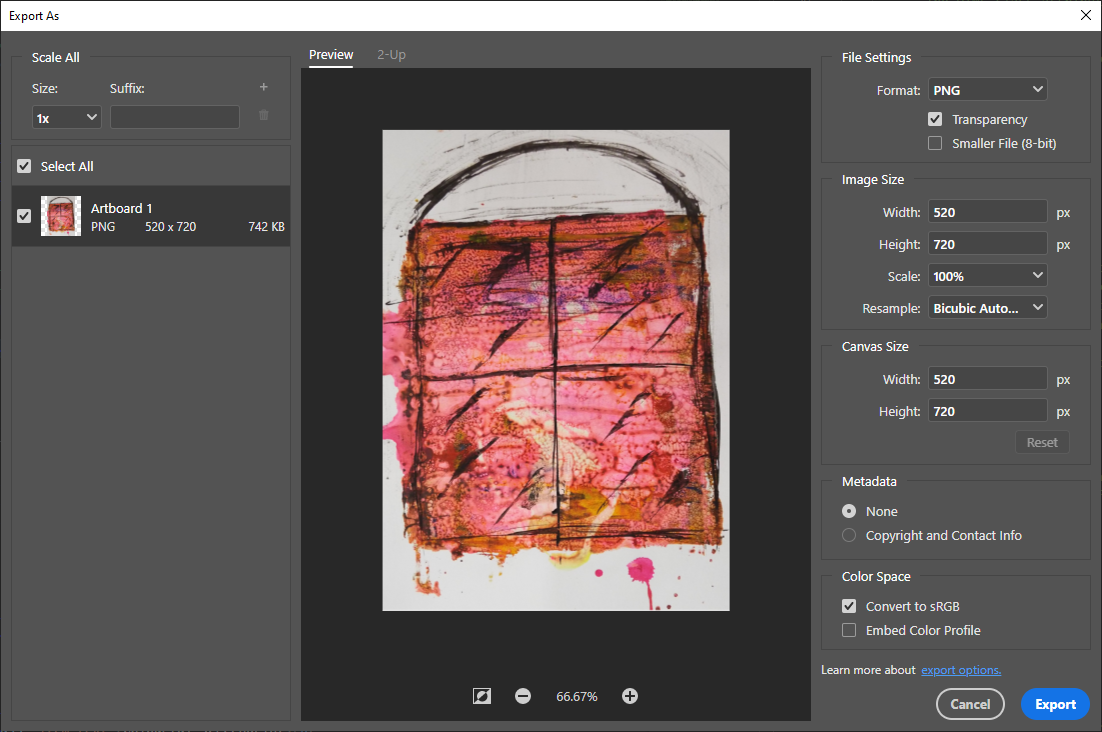 Export As
Scale All
Size:
Suffix:
+
1x
Select All
Artboard 1
PNG 520 x 720 742 KB
Preview 2-Up
66.67%
File Settings
Format: PNG
Transparency
Smaller File (8-bit)
Image Size
Width: 520 px
Height: 720 px
Scale: 100%
Resample: Bicubic Auto...
Canvas Size
Width: 520 px
Height: 720 px
Reset
Metadata
None
Copyright and Contact Info
Color Space
Convert to sRGB
Embed Color Profile
Learn more about export options.
Cancel Export